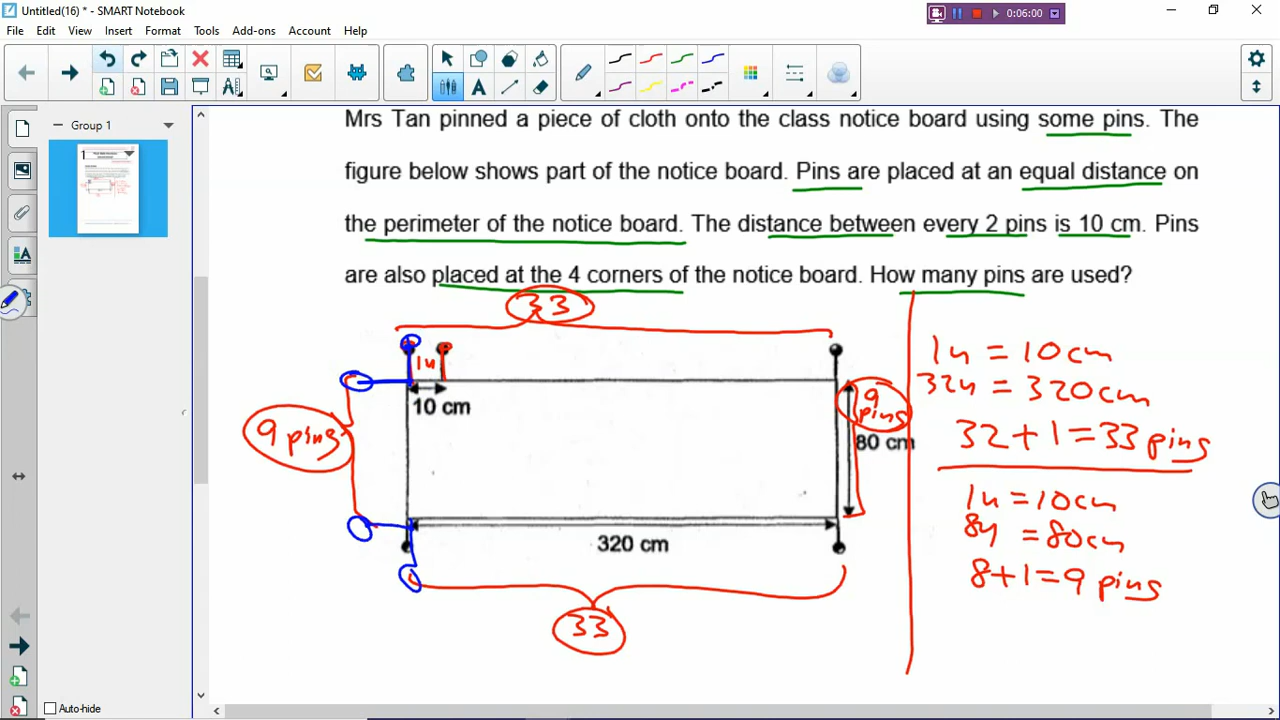 Untitled(16) * - SMART Notebook
0:06:00
File Edit View Insert Format Tools Add-ons Account Help
Group 1
1
Mrs Tan pinned a piece of cloth onto the class notice board using some pins. The
figure below shows part of the notice board. Pins are placed at an equal distance on
the perimeter of the notice board. The distance between every 2 pins is 10 cm. Pins
are also placed at the 4 corners of the notice board. How many pins are used?
33
1u
10 cm
9 pins
9
pins
80 cm
320 cm
33
1u = 10cm
32u = 320cm
32+1=33 pins
1u = 10cm
8u = 80cm
8+1=9 pins
Auto-hide